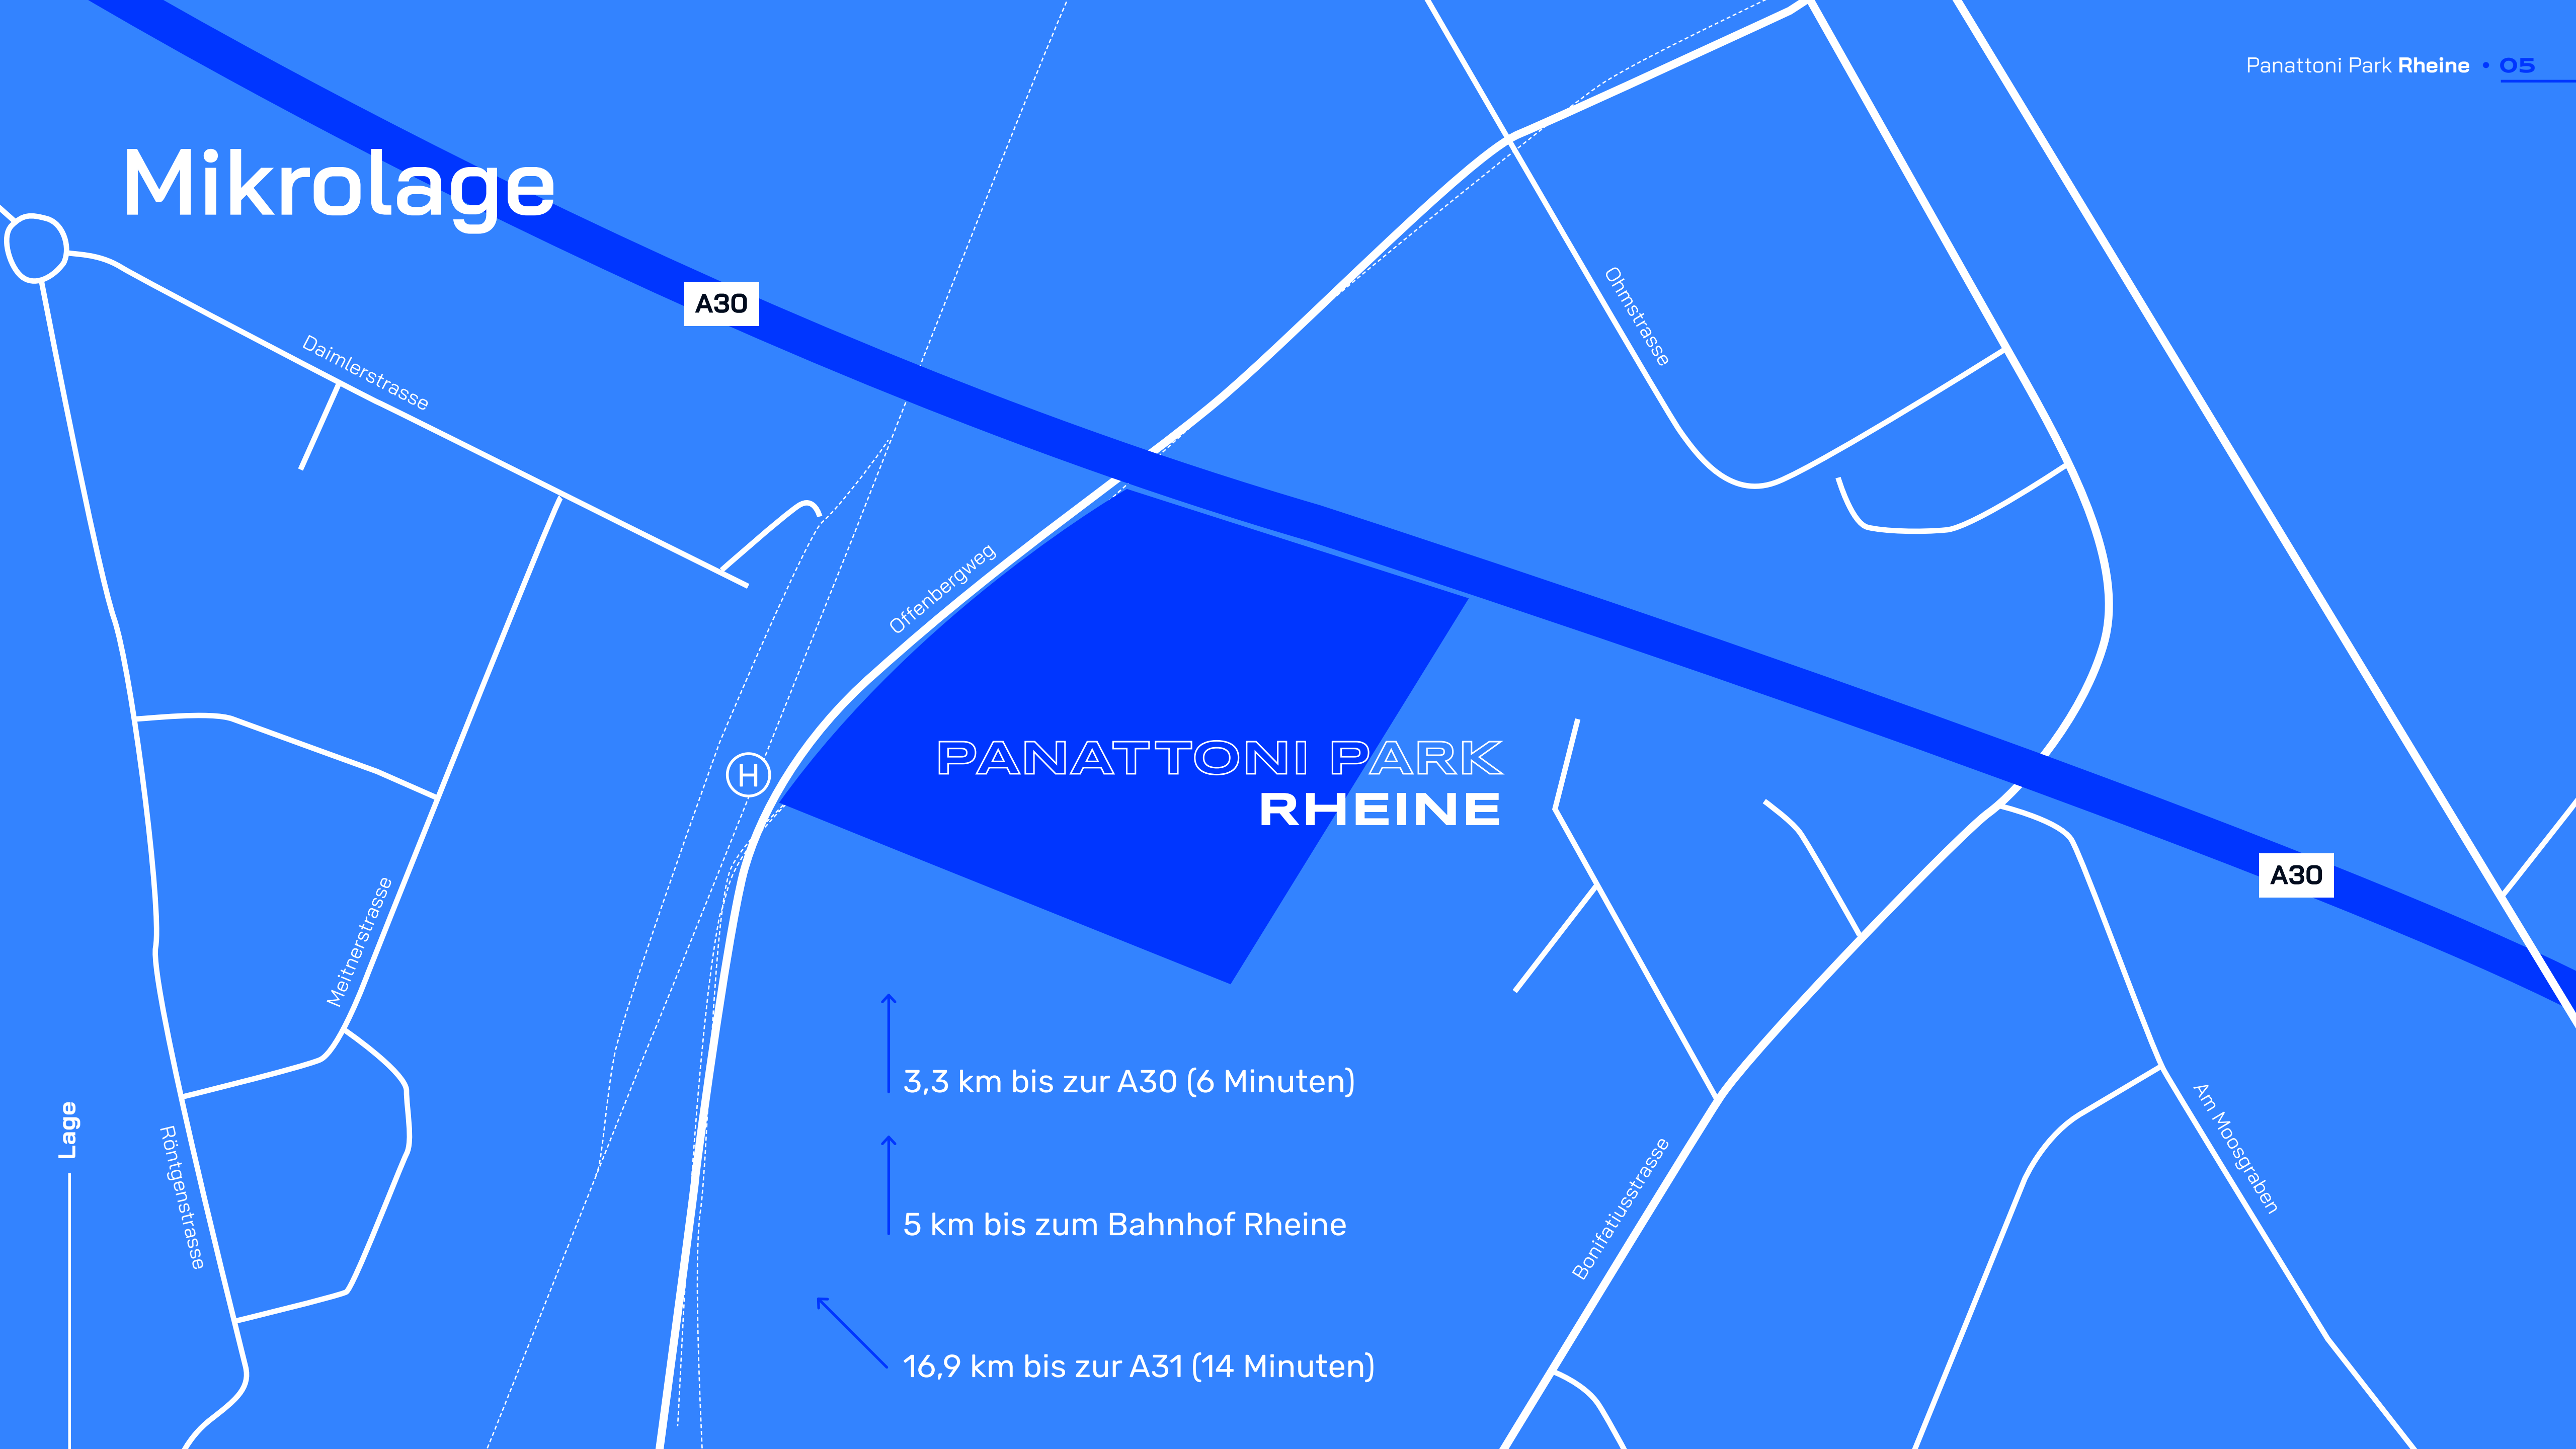 Panattoni Park Rheine • 05
Mikrolage
A30
Daimlerstrasse
Ohmstrasse
Offenbergweg
PANATTONI PARK
RHEINE
H
A30
Meitnerstrasse
3,3 km bis zur A30 (6 Minuten)
Lage
Röntgenstrasse
Am Moosgraben
Bonifatiusstrasse
5 km bis zum Bahnhof Rheine
16,9 km bis zur A31 (14 Minuten)